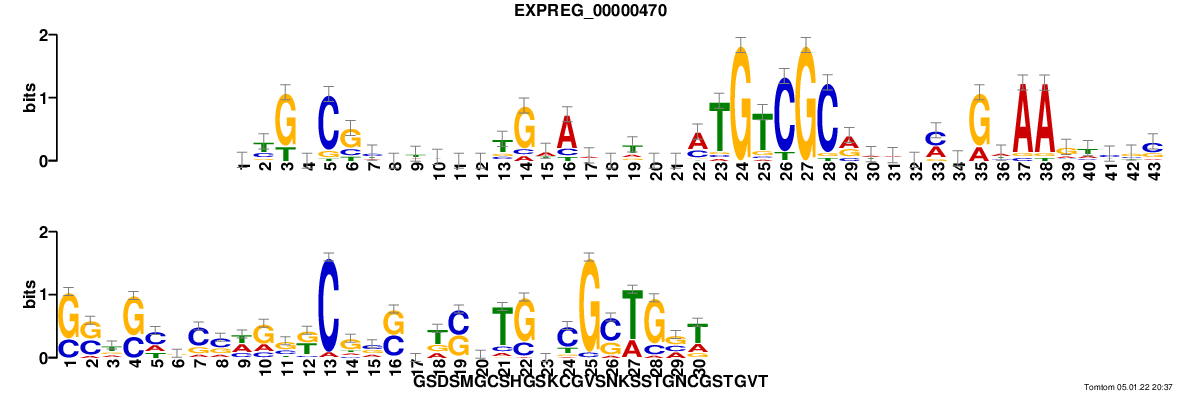 EXPREG_00000470
2
bits
1
0
1 2 3 4 5 6 7 8 9 10 11 12 13 14 15 16 17 18 19 20 21 22 23 24 25 26 27 28 29 30 31 32 33 34 35 36 37 38 39 40 41 42 43
2
bits
1
0
1 2 3 4 5 6 7 8 9 10 11 12 13 14 15 16 17 18 19 20 21 22 23 24 25 26 27 28 29 30
GSDSMGCSHGSKCGVSNKSSTGNCGSTGVT
Tomtom 05.01.22 20:37